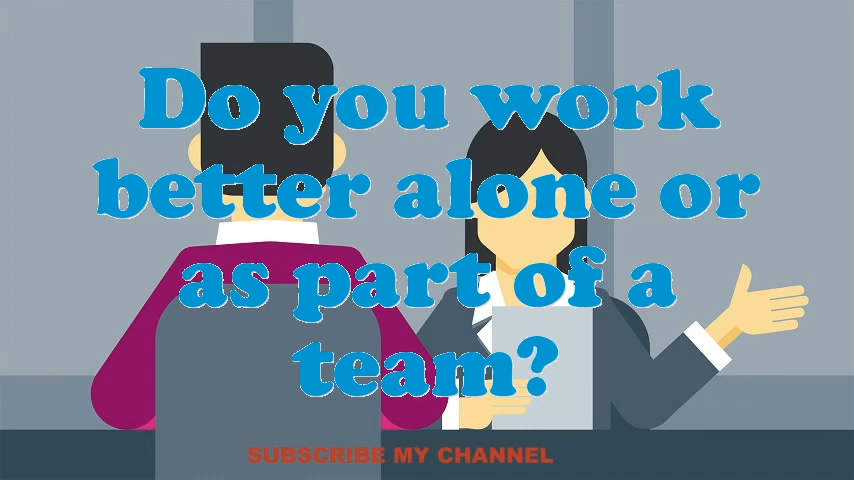 Do you work
better alone or
as part of a
team?
SUBSCRIBE MY CHANNEL